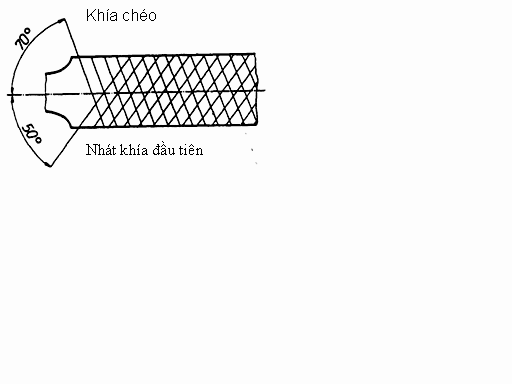 Khía chéo
70°
50°
Nhát khía đầu tiên